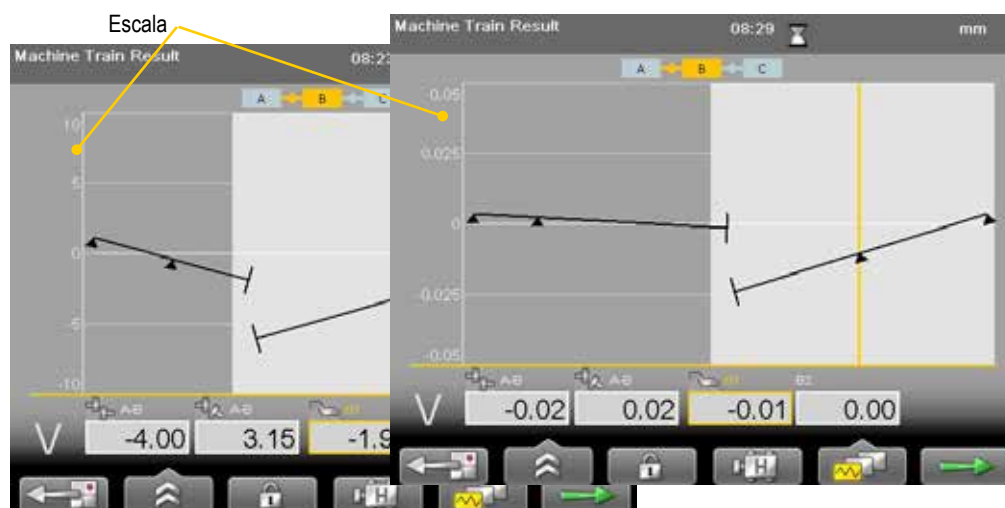 Escala
Machine Train Result
A B C
10
5
0
-5
-10
A-B A-B
V -4.00 3.15 -1.9
H
Machine Train Result 08:29 mm
A B C
-0.05
0.025
0
-0.025
-0.05
A-B A-B
V -0.02 0.02 -0.01 0.00
H